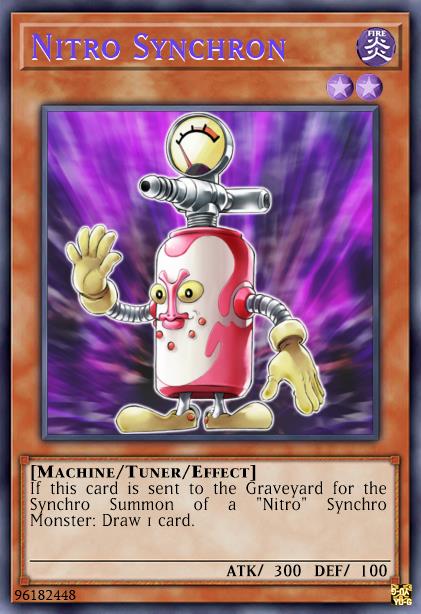 NITRO SYNCHRON
FIRE
炎
[MACHINE/TUNER/EFFECT]
If this card is sent to the Graveyard for the
Synchro Summon of a "Nitro" Synchro
Monster: Draw 1 card.
ATK/ 300 DEF/ 100
96182448